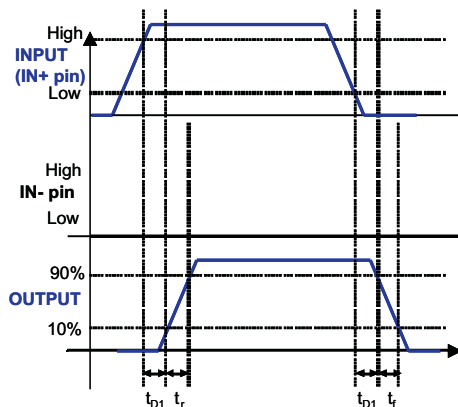 High
INPUT
(IN+ pin)
Low
High
IN- pin
Low
90%
OUTPUT
10%
tD1 tr tD1 tf